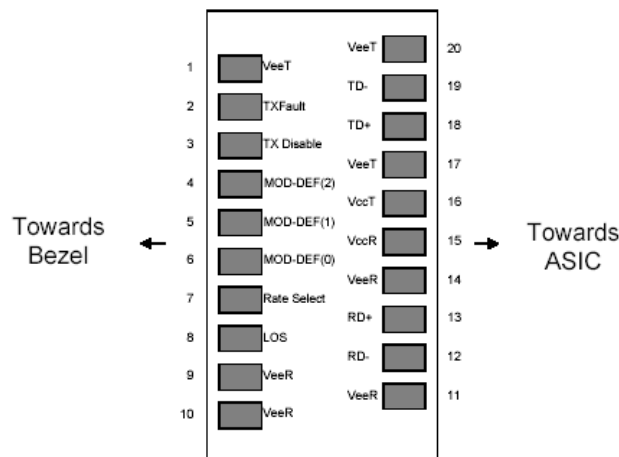 VeeT 20
1 VeeT
TD- 19
2 TXFault
TD+ 18
3 TX Disable
VeeT 17
4 MOD-DEF(2)
VccT 16
5 MOD-DEF(1)
VccR 15
6 MOD-DEF(0)
VeeR 14
7 Rate Select
RD+ 13
8 LOS
RD- 12
9 VeeR
VeeR 11
10 VeeR
Towards
Bezel
Towards
ASIC